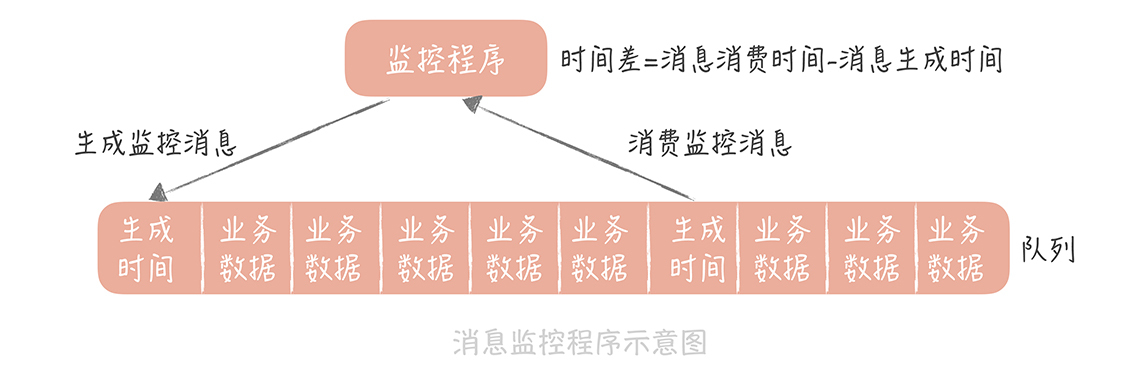 监控程序
时间差=消息消费时间-消息生成时间
生成监控消息
消费监控消息
生成 业务 业务 业务 业务 业务 生成 业务 业务 业务
时间 数据 数据 数据 数据 数据 时间 数据 数据 数据
队列
消息监控程序示意图